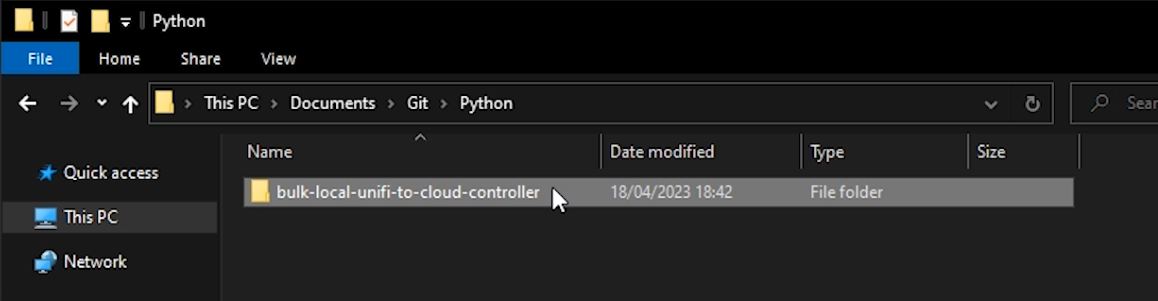 Python
File Home Share View
This PC Documents Git Python
Name Date modified Type Size
Quick access
bulk-local-unifi-to-cloud-controller 18/04/2023 18:42 File folder
This PC
Network